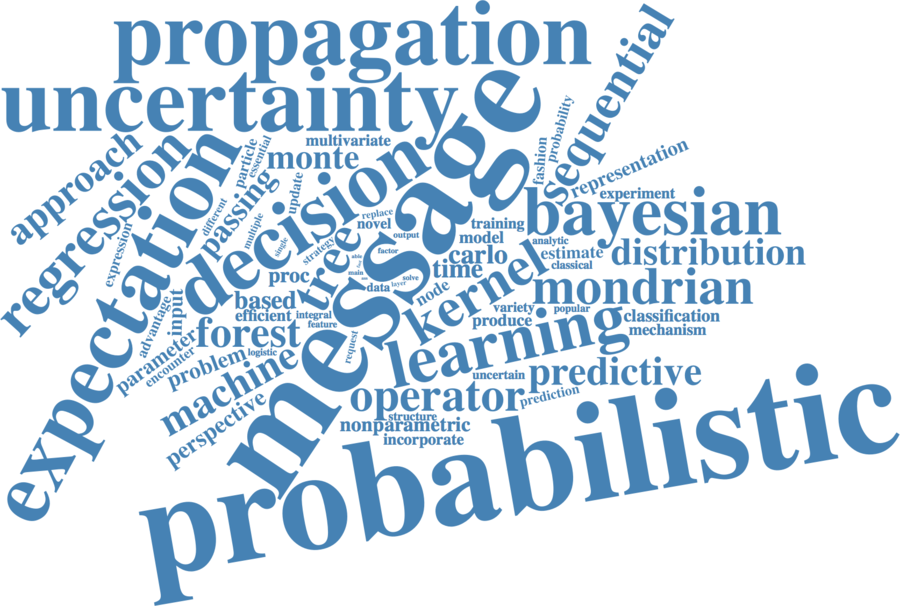 propagation
uncertainty
sequential
message
probabilistic
expectation
decision
regression
approach
multivariate
monte
particle
essential
passing
update
different
multiple
expression
fashion
probability
representation
experiment
bayesian
distribution
mondrian
kernel
learning
training
model
carlo
time
analytic
estimate
classical
novel
replace
output
factor
strategy
single
able
main
data
layer
solve
tree
proc
based
efficient
integral
feature
forest
input
advantage
parameter
encounter
problem
logistic
machine
perspective
request
node
variety
popular
produce
classification
mechanism
uncertain
predictive
operator
prediction
structure
nonparametric
incorporate